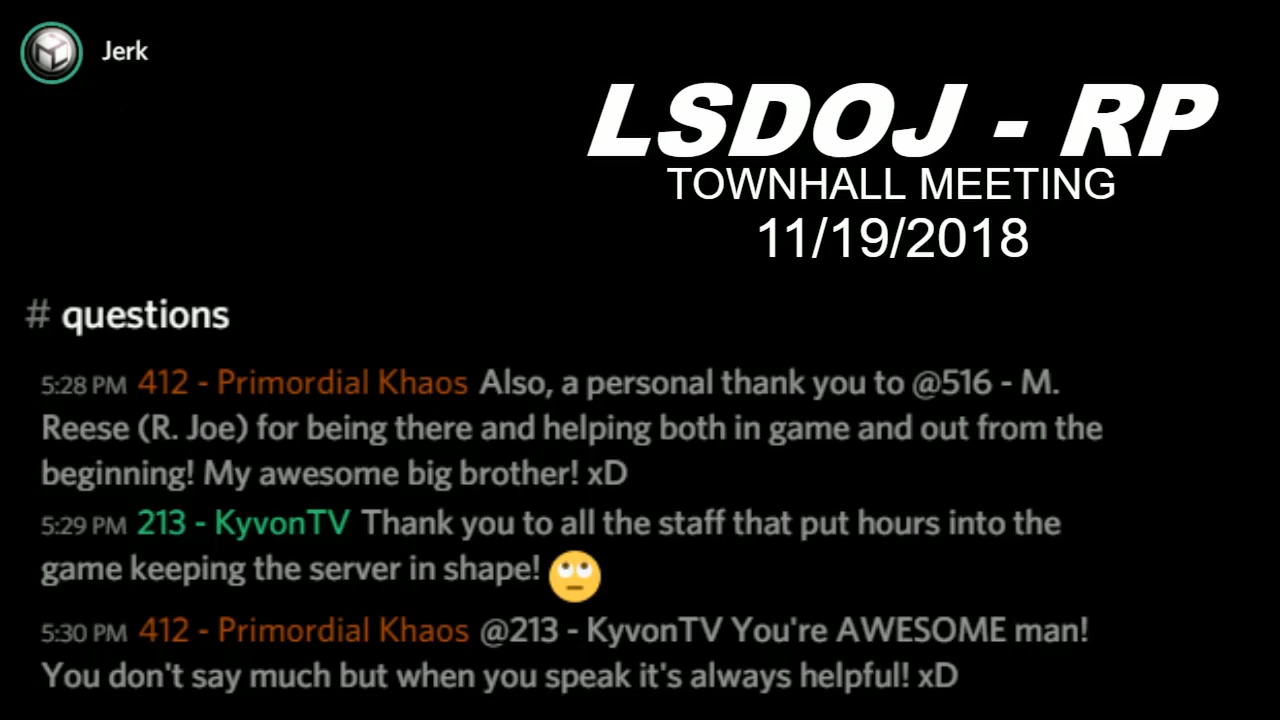 Jerk
LSDOJ - RP
TOWNHALL MEETING
11/19/2018
# questions
5:28 PM 412 - Primordial Khaos Also, a personal thank you to @516 - M.
Reese (R. Joe) for being there and helping both in game and out from the
beginning! My awesome big brother! xD
5:29 PM 213 - KyvonTV Thank you to all the staff that put hours into the
game keeping the server in shape! 🙄
5:30 PM 412 - Primordial Khaos @213 - KyvonTV You're AWESOME man!
You don't say much but when you speak it's always helpful! xD